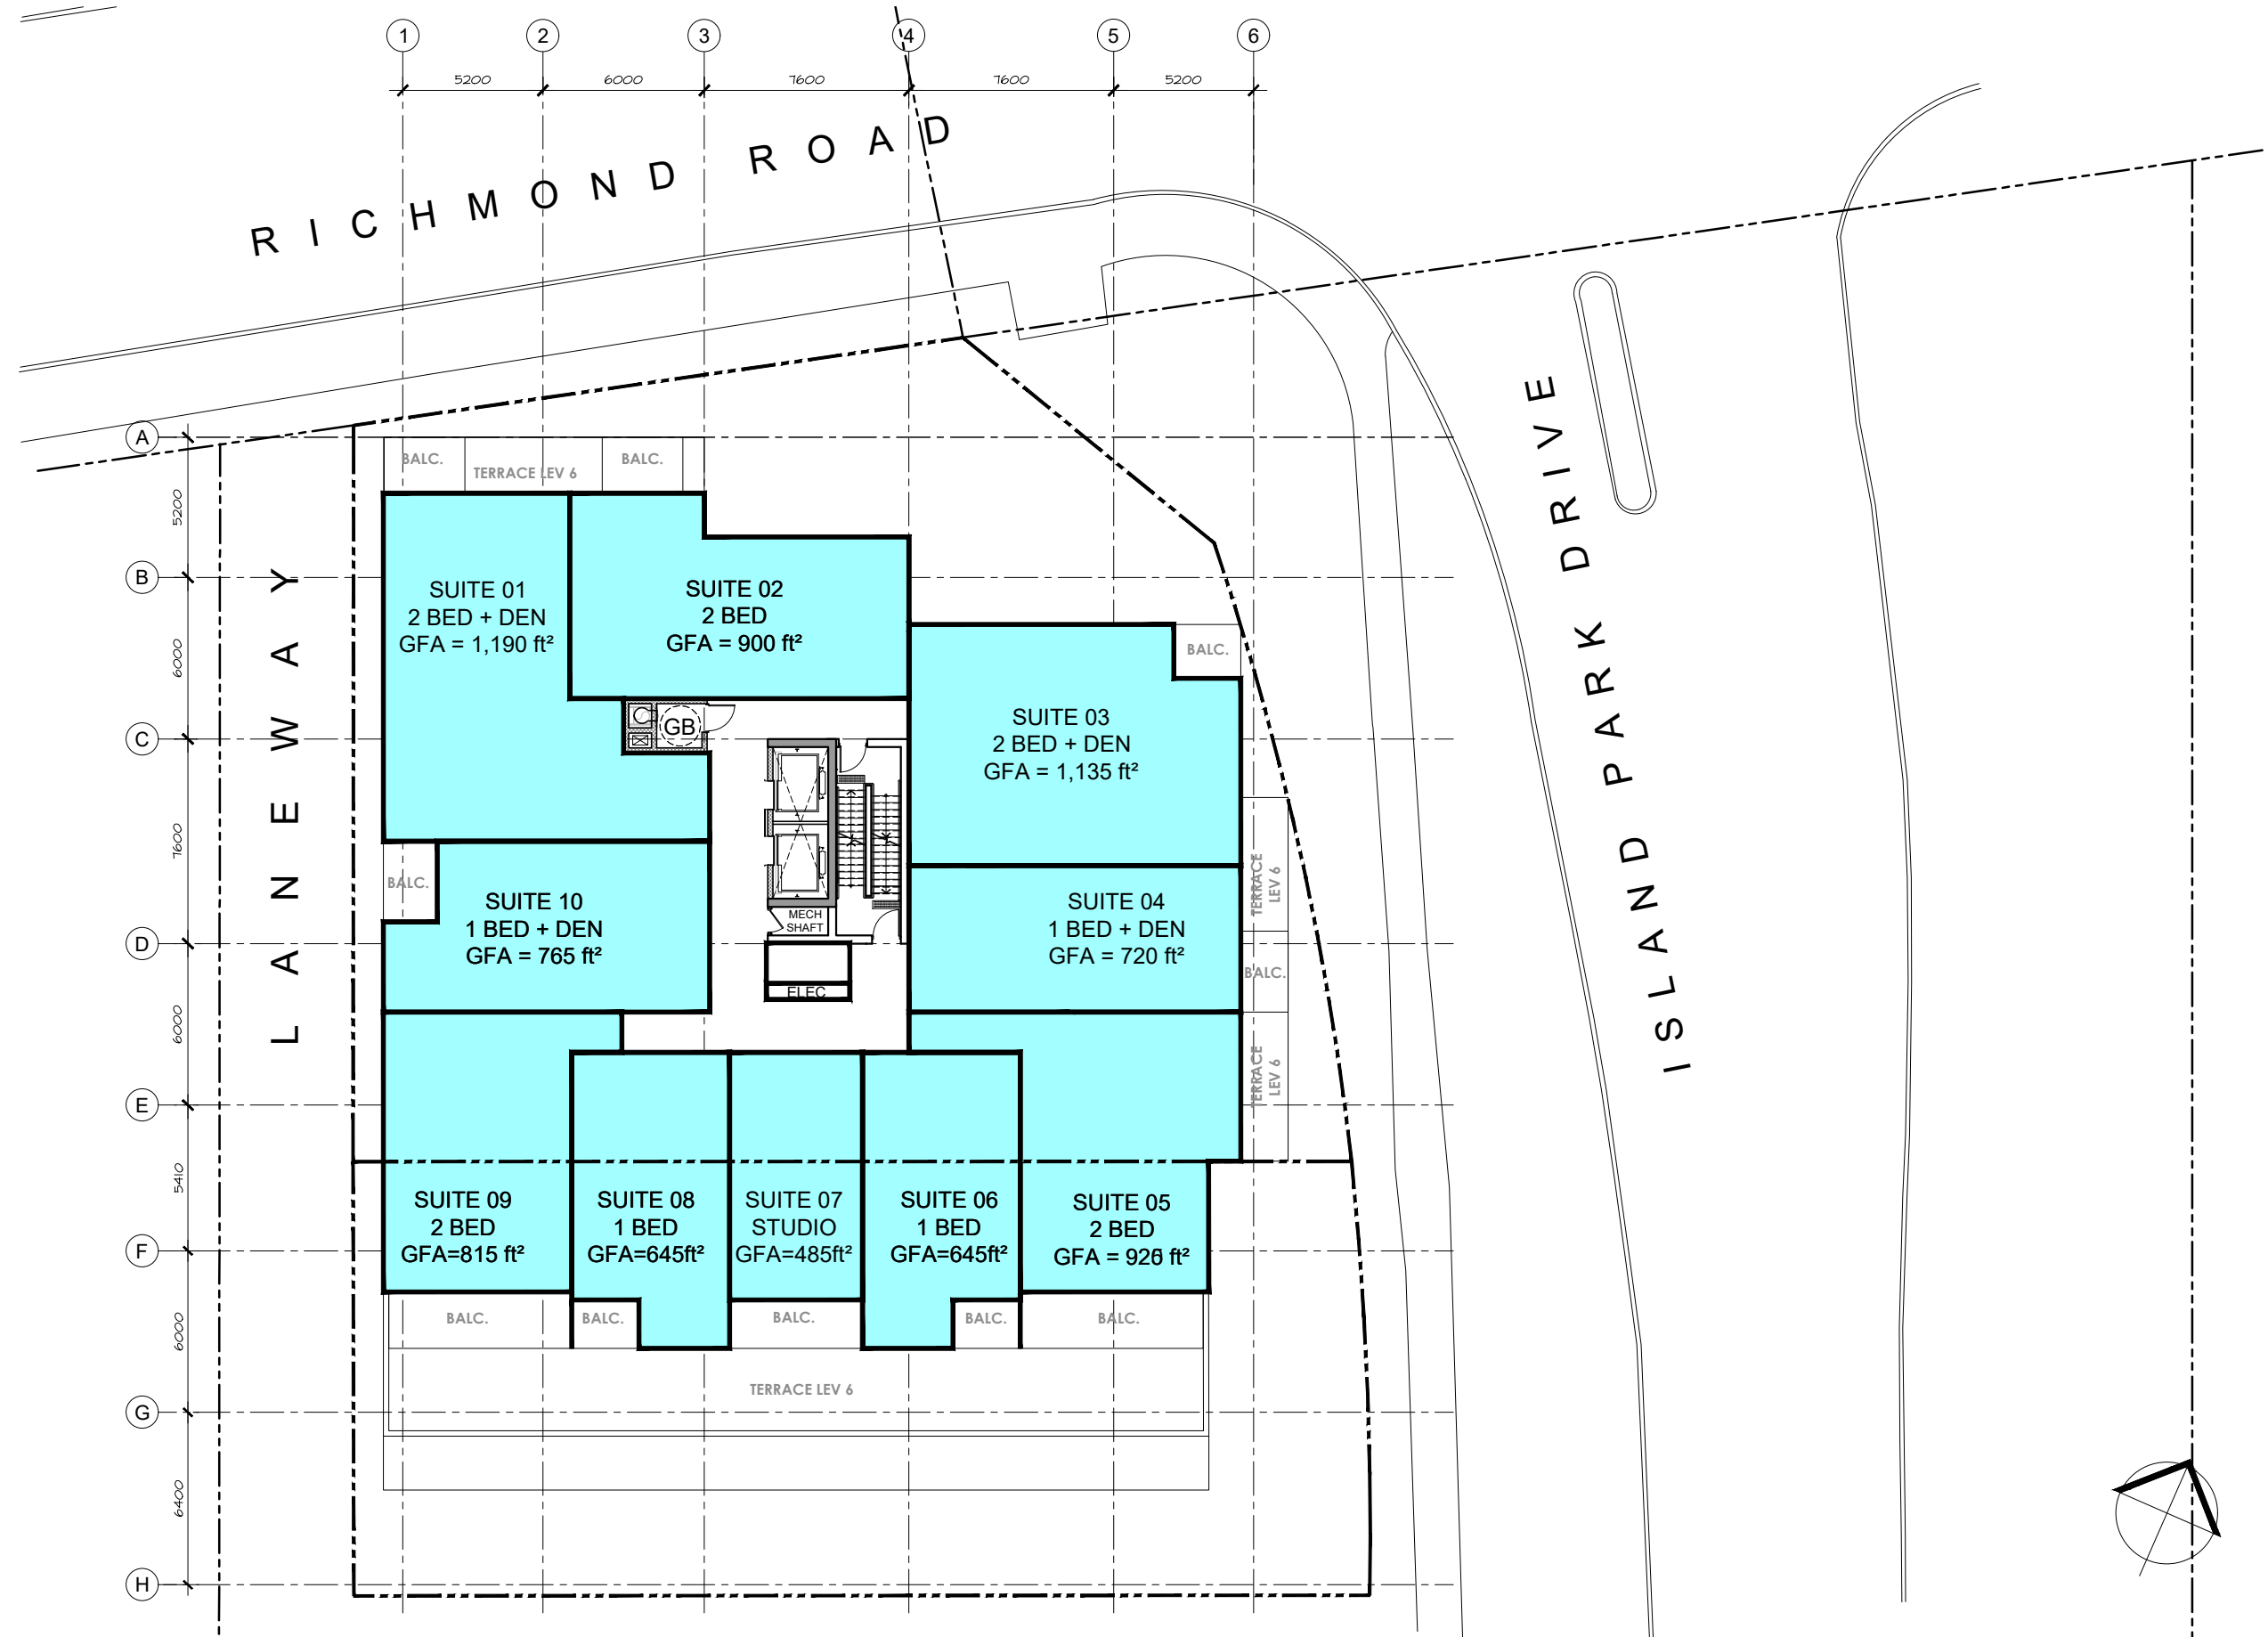 1 2 3 4 5 6
5200 6000 7600 7600 5200
RICHMOND ROAD
ISLAND PARK DRIVE
LANEWAY
A
B
C
D
E
F
G
H
5200
6000
7600
6000
5410
6000
6400
BALC.
TERRACE LEV 6
BALC.
SUITE 01
2 BED + DEN
GFA = 1,190 ft²
SUITE 02
2 BED
GFA = 900 ft²
BALC.
GB
SUITE 03
2 BED + DEN
GFA = 1,135 ft²
TERRACE
LEV 6
BALC.
SUITE 10
1 BED + DEN
GFA = 765 ft²
MECH
SHAFT
ELEC
SUITE 04
1 BED + DEN
GFA = 720 ft²
BALC.
TERRACE
LEV 6
SUITE 09
2 BED
GFA=815 ft²
SUITE 08
1 BED
GFA=645ft²
SUITE 07
STUDIO
GFA=485ft²
SUITE 06
1 BED
GFA=645ft²
SUITE 05
2 BED
GFA = ft²
BALC.
BALC.
BALC.
BALC.
BALC.
TERRACE LEV 6